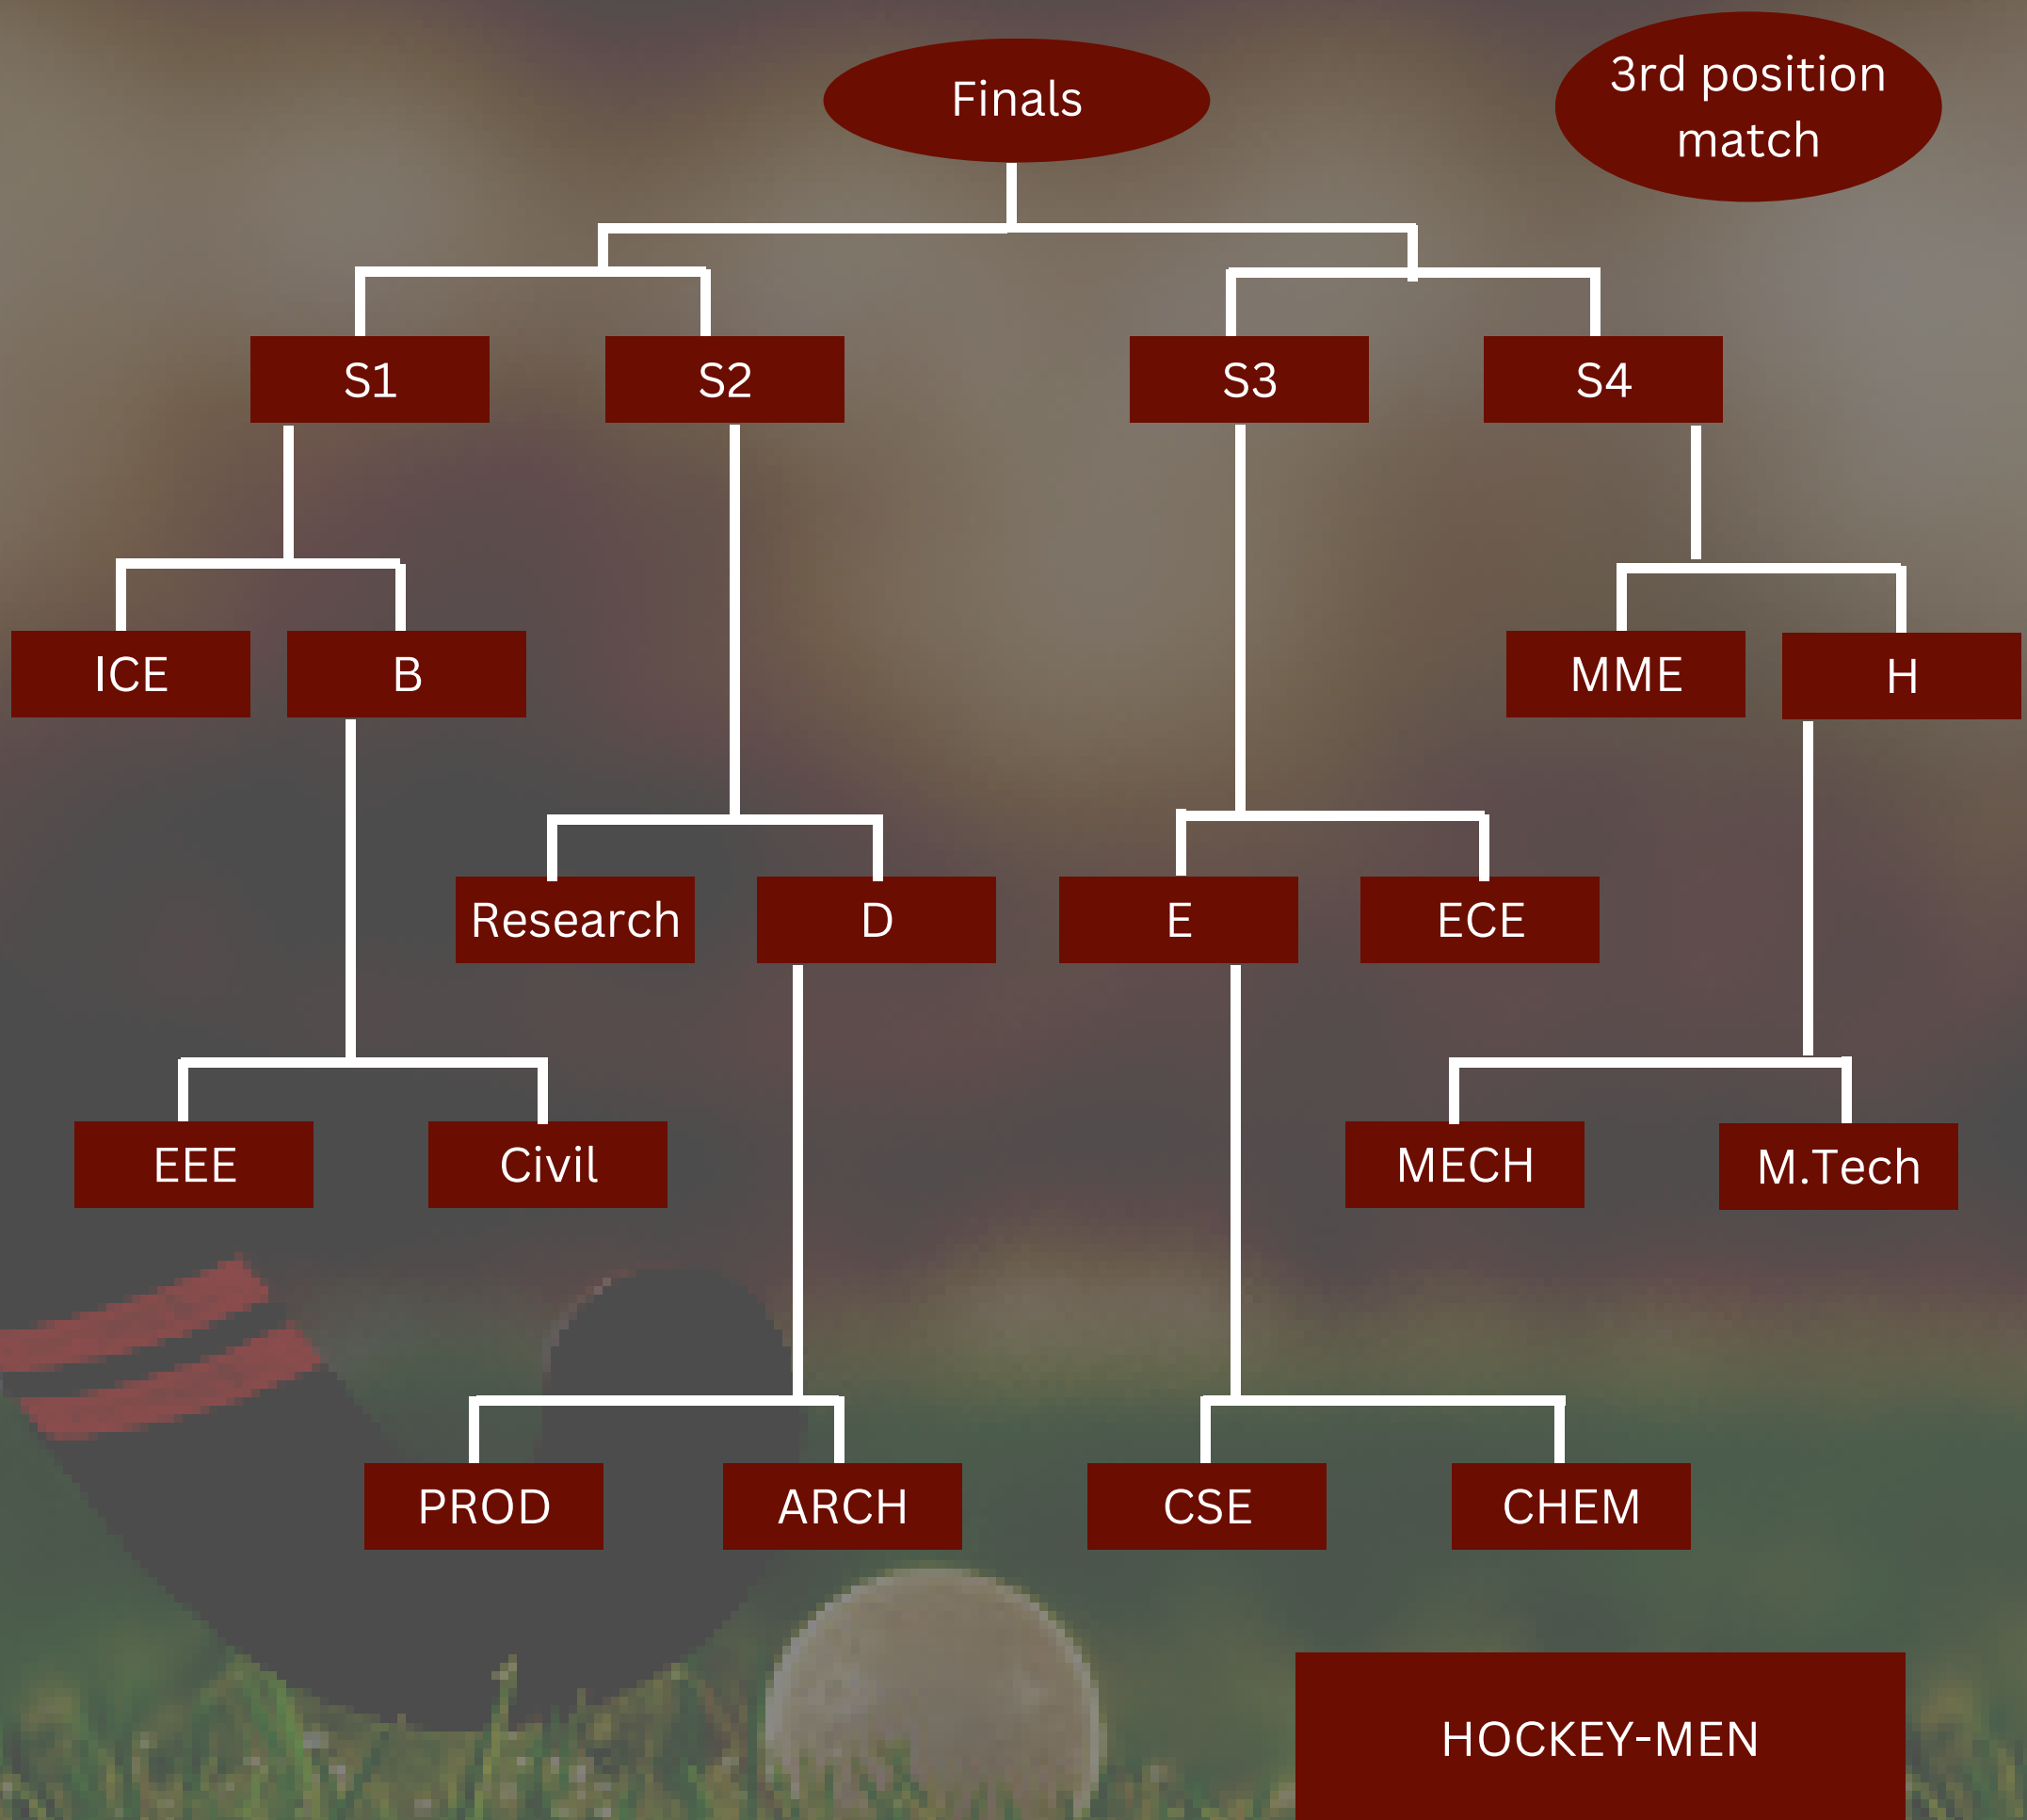 Finals
3rd position
match
S1
S2
S3
S4
ICE
B
MME
H
Research
D
E
ECE
EEE
Civil
MECH
M.Tech
PROD
ARCH
CSE
CHEM
HOCKEY-MEN